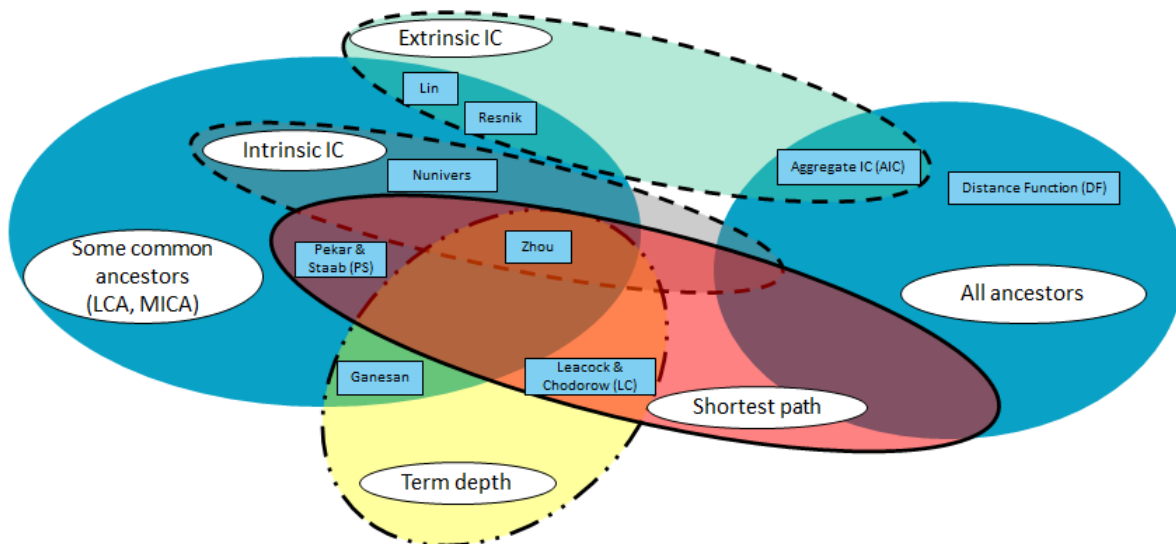 Extrinsic IC
Lin
Resnik
Intrinsic IC
Nunivers
Aggregate IC (AIC)
Distance Function (DF)
Some common
ancestors
(LCA, MICA)
Pekar &
Staab (PS)
Zhou
All ancestors
Ganesan
Leacock &
Chodorow (LC)
Shortest path
Term depth